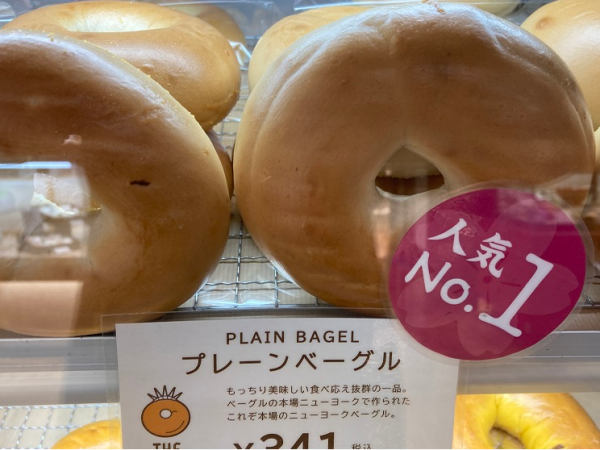 人気
No.1
PLAIN BAGEL
プレーンベーグル
もっちり美味しい食べ応え抜群の一品。
ベーグルの本場ニューヨークで作られた
これぞ本場のニューヨークベーグル。
THE
¥341 税込